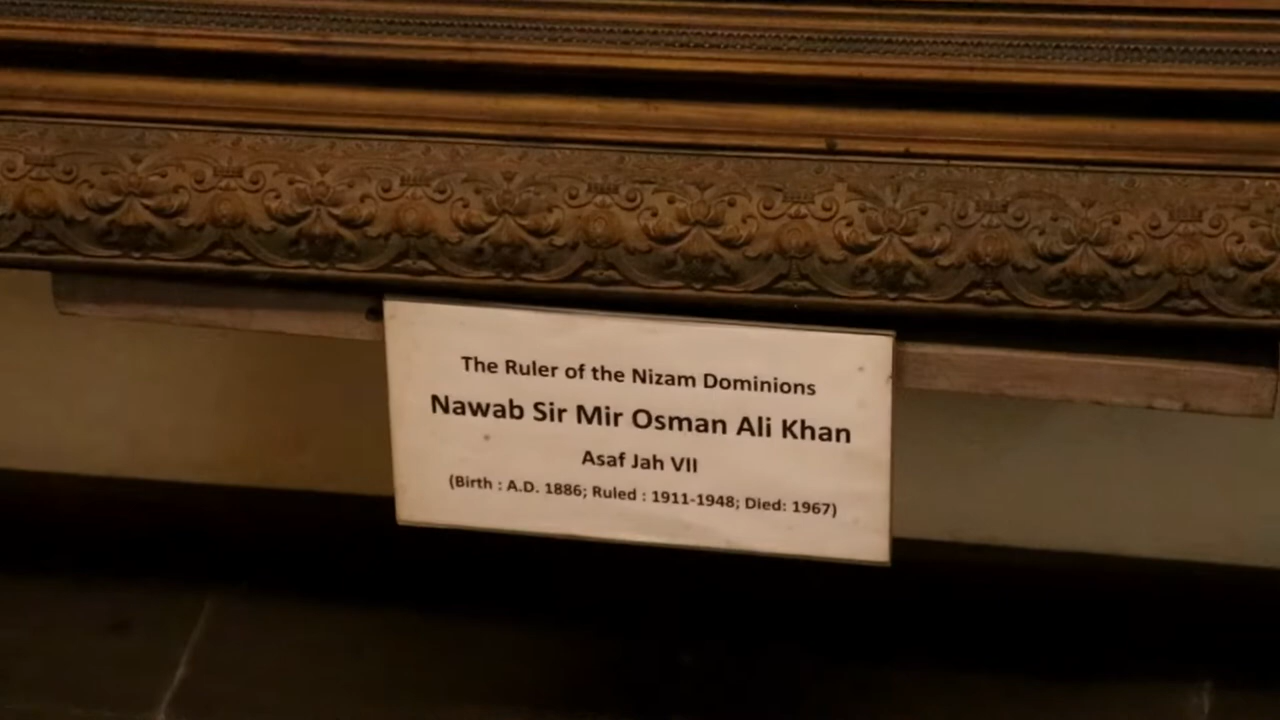 The Ruler of the Nizam Dominions
Nawab Sir Mir Osman Ali Khan
Asaf Jah VII
(Birth : A.D. 1886; Ruled : 1911-1948; Died: 1967)